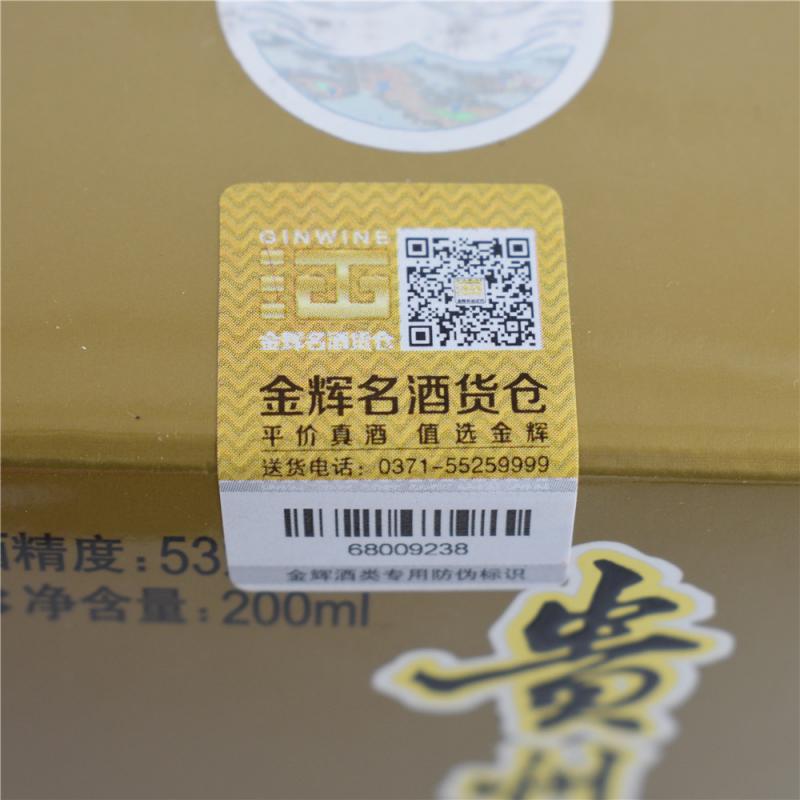 GINWINE
金辉名酒货仓
金辉名酒货仓
平价真酒 值选金辉
送货电话：0371-55259999
68009238
金辉酒类专用防伪标识
酒精度：53
净含量：200ml
贵州